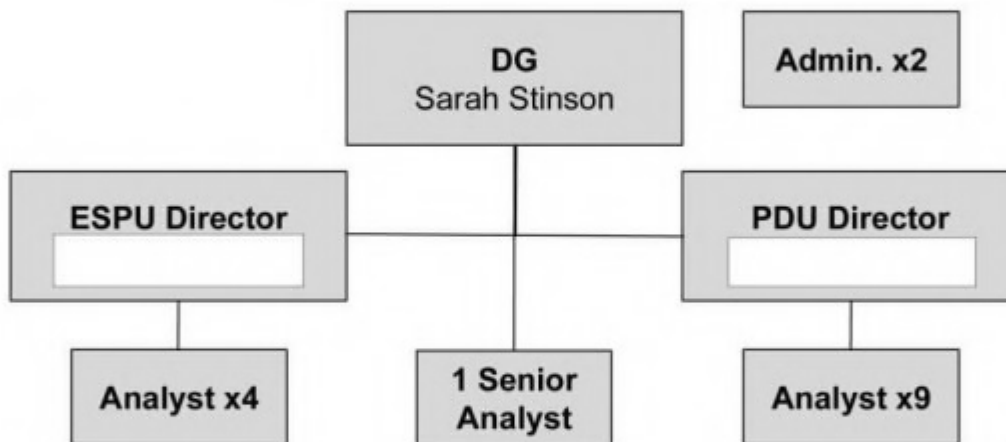 DG
Sarah Stinson
Admin. x2
ESPU Director
PDU Director
Analyst x4
1 Senior
Analyst
Analyst x9